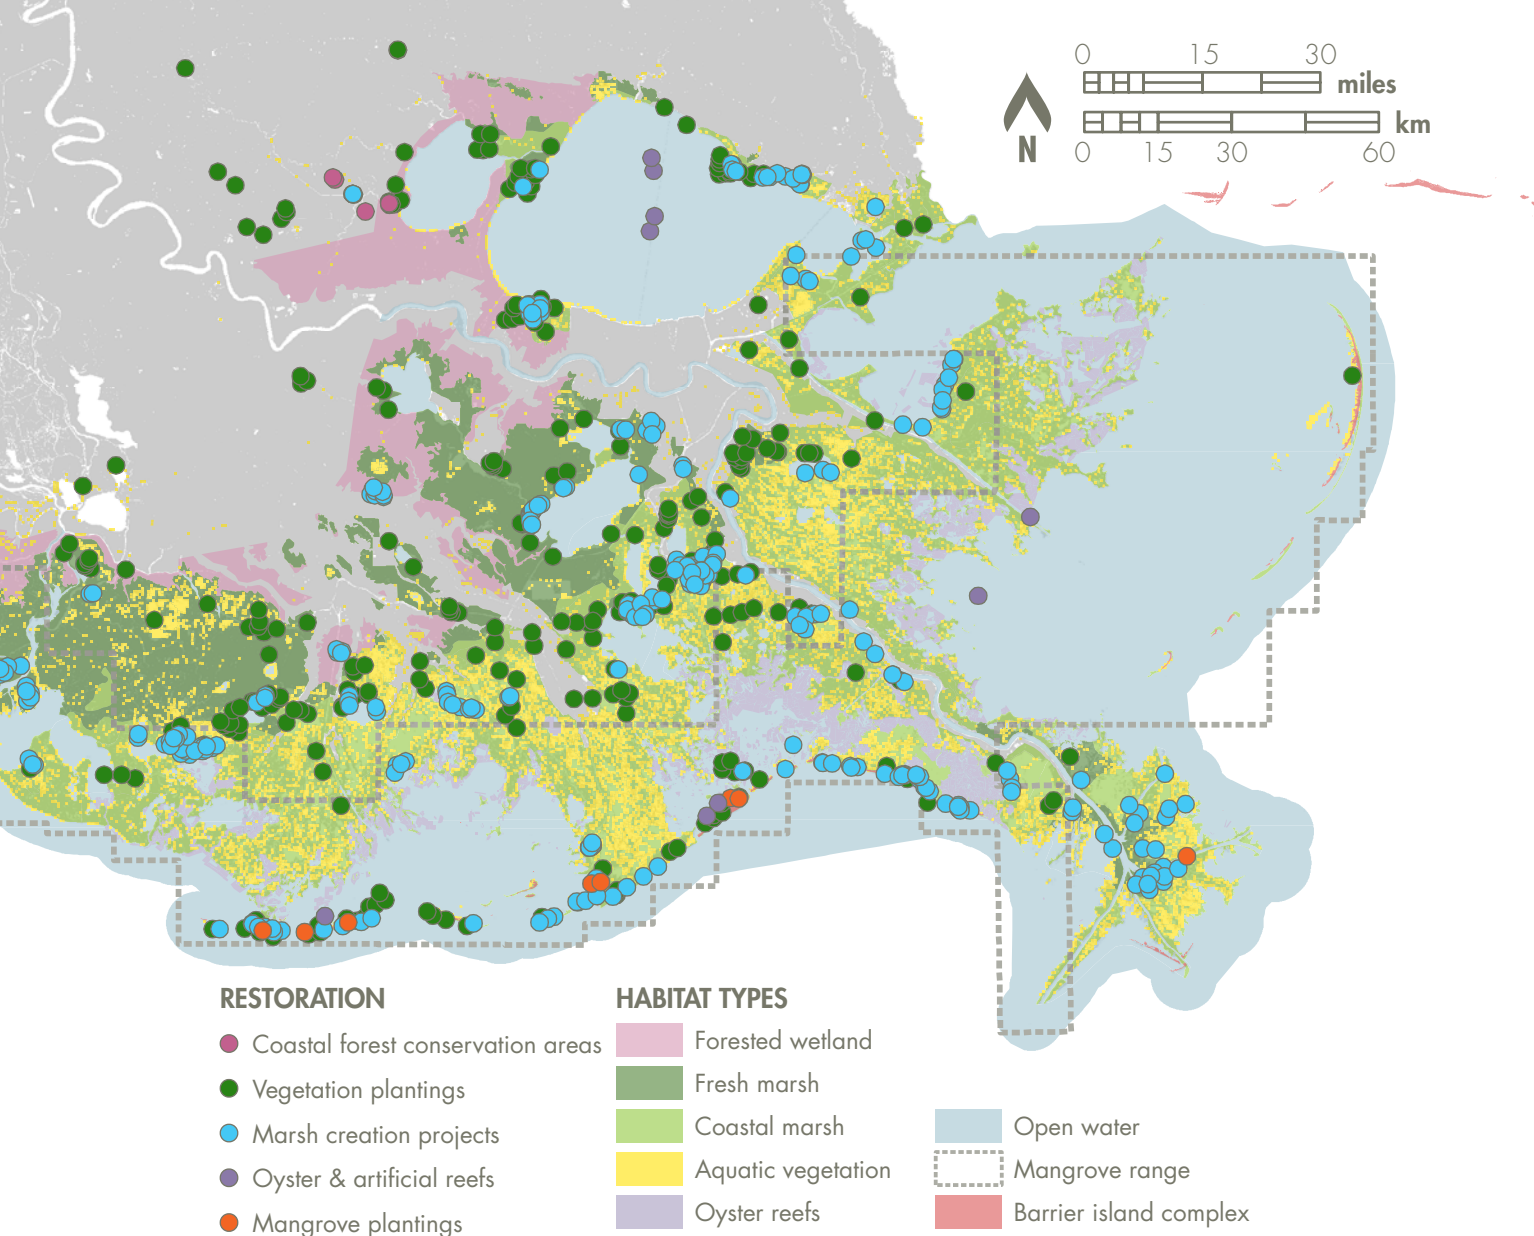 0 15 30
miles
km
0 15 30 60
N
RESTORATION
Coastal forest conservation areas
Vegetation plantings
Marsh creation projects
Oyster & artificial reefs
Mangrove plantings
HABITAT TYPES
Forested wetland
Fresh marsh
Coastal marsh
Aquatic vegetation
Oyster reefs
Open water
Mangrove range
Barrier island complex